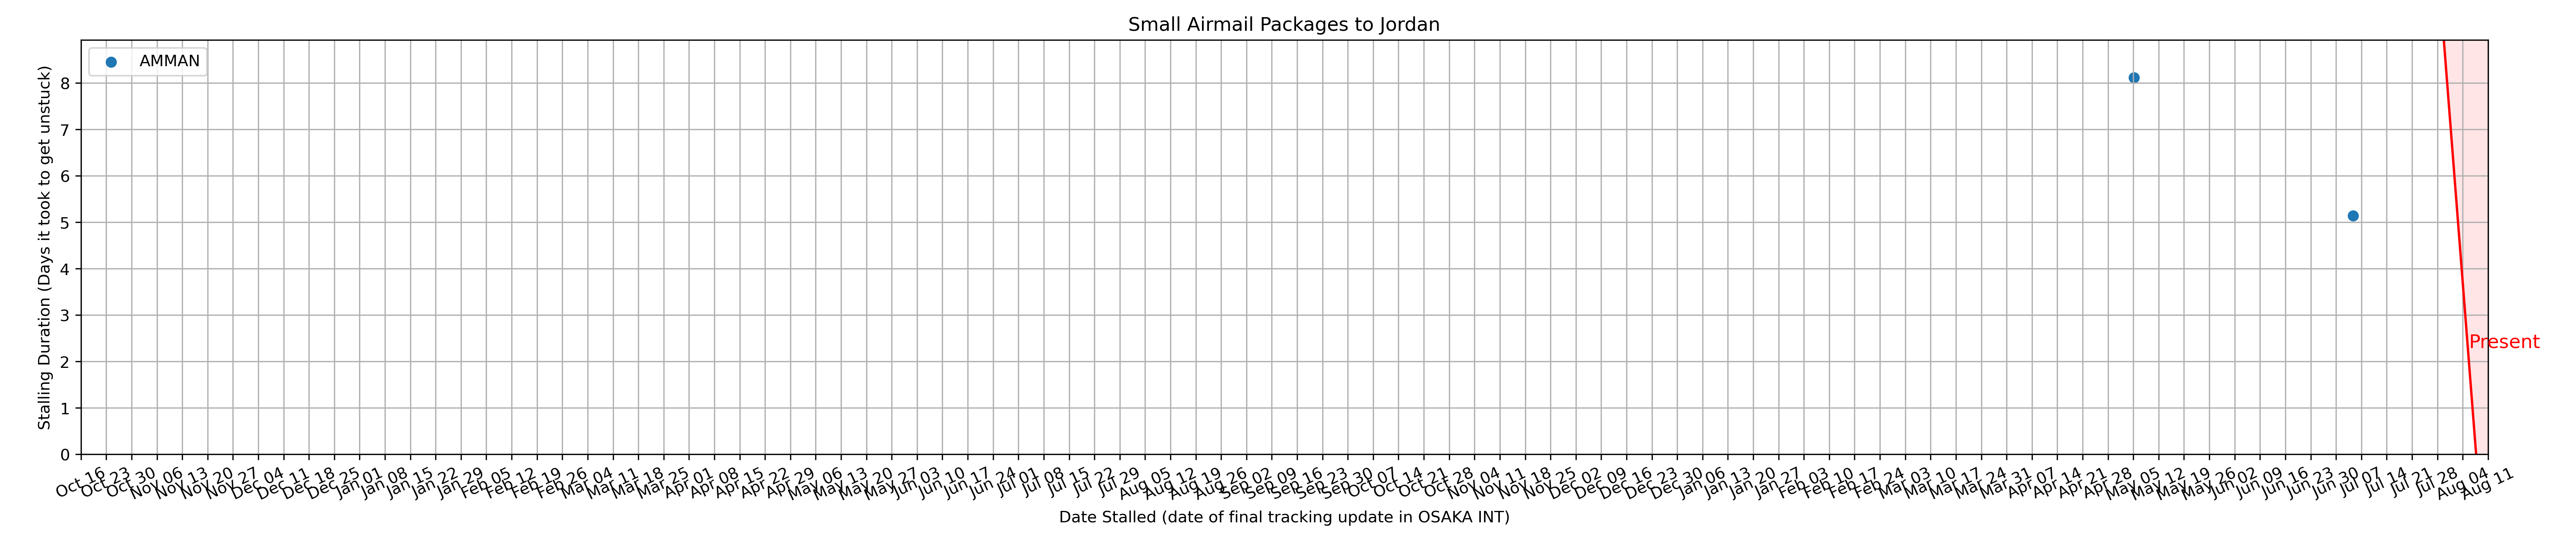 Small Airmail Packages to Jordan
AMMAN
Stalling Duration (Days it took to get unstuck)
8
7
6
5
4
3
2
1
0
Present
Oct 16
Oct 23
Oct 30
Nov 06
Nov 13
Nov 20
Nov 27
Dec 04
Dec 11
Dec 18
Dec 25
Jan 01
Jan 08
Jan 15
Jan 22
Jan 29
Feb 05
Feb 12
Feb 19
Feb 26
Mar 04
Mar 11
Mar 18
Mar 25
Apr 01
Apr 08
Apr 15
Apr 22
Apr 29
May 06
May 13
May 20
May 27
Jun 03
Jun 10
Jun 17
Jun 24
Jul 01
Jul 08
Jul 15
Jul 22
Jul 29
Aug 05
Aug 12
Aug 19
Aug 26
Sep 02
Sep 09
Sep 16
Sep 23
Sep 30
Oct 07
Oct 14
Oct 21
Oct 28
Nov 04
Nov 11
Nov 18
Nov 25
Dec 02
Dec 09
Dec 16
Dec 23
Dec 30
Jan 06
Jan 13
Jan 20
Jan 27
Feb 03
Feb 10
Feb 17
Feb 24
Mar 03
Mar 10
Mar 17
Mar 24
Mar 31
Apr 07
Apr 14
Apr 21
Apr 28
May 05
May 12
May 19
May 26
Jun 02
Jun 09
Jun 16
Jun 23
Jun 30
Jul 07
Jul 14
Jul 21
Jul 28
Aug 04
Aug 11
Date Stalled (date of final tracking update in OSAKA INT)